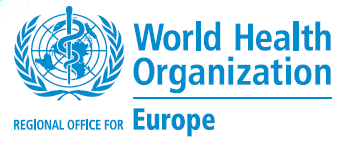 World Health
Organization
REGIONAL OFFICE FOR Europe